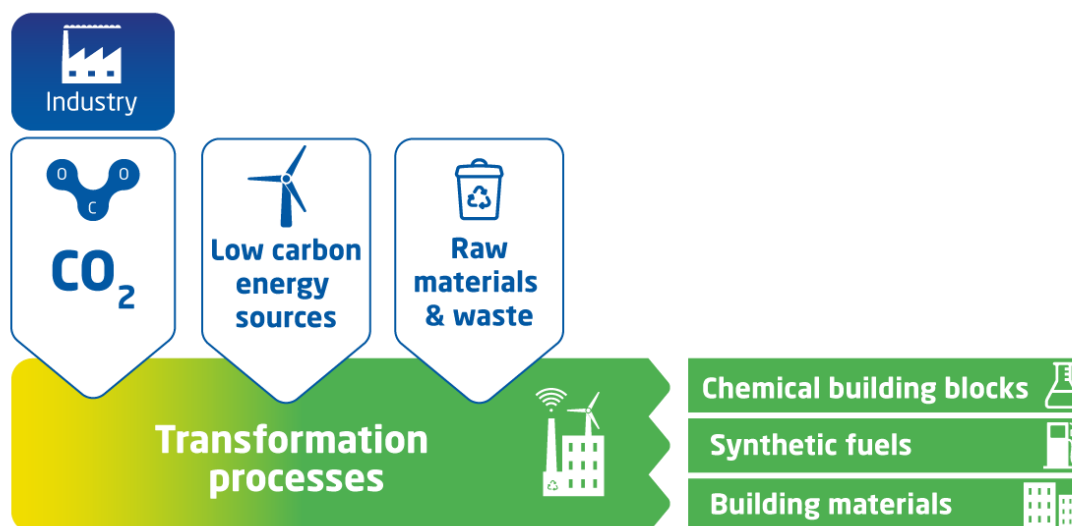 Industry
O O
C
CO₂
Low carbon
energy
sources
Raw
materials
& waste
Transformation
processes
Chemical building blocks
Synthetic fuels
Building materials